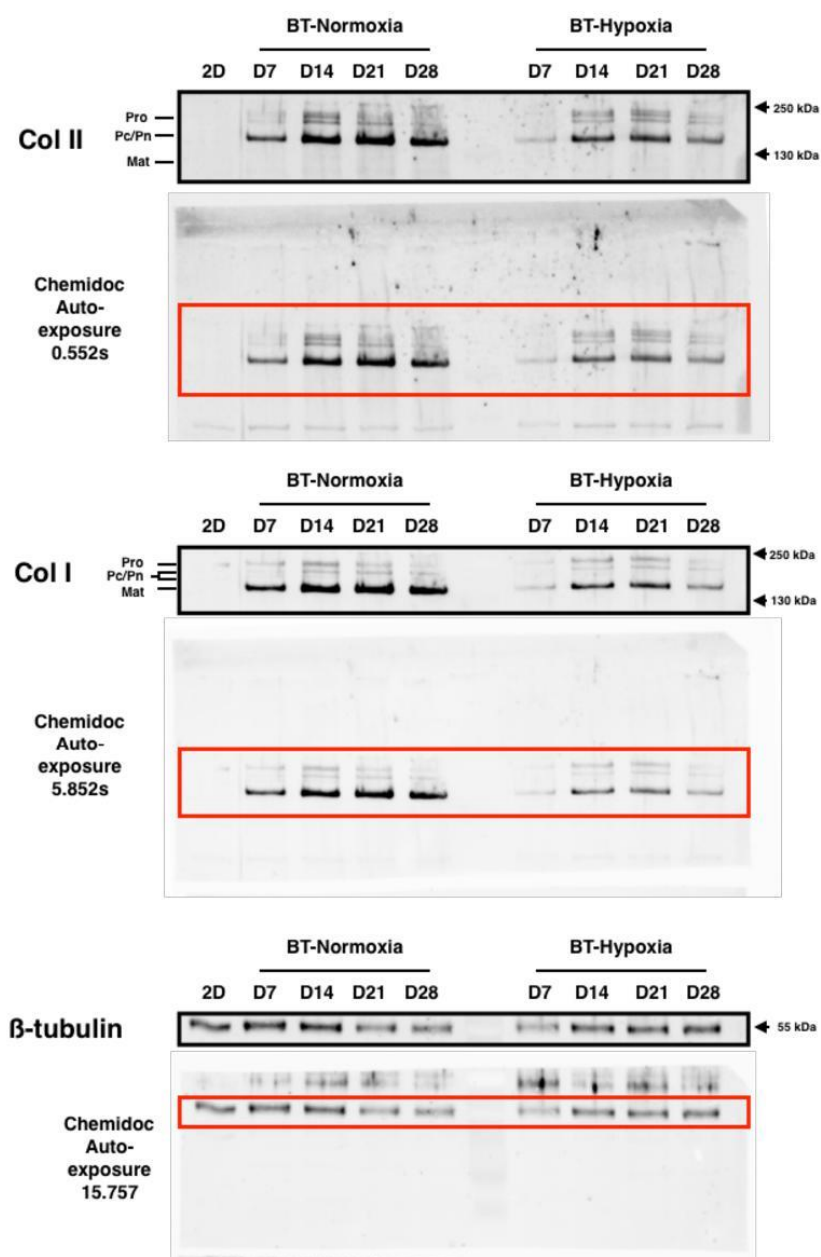 BT-Normoxia BT-Hypoxia
2D D7 D14 D21 D28 D7 D14 D21 D28
Col II
Pro
Pc/Pn
Mat
250 kDa
130 kDa
Chemidoc
Auto-
exposure
0.552s
BT-Normoxia BT-Hypoxia
2D D7 D14 D21 D28 D7 D14 D21 D28
Col I
Pro
Pc/Pn
Mat
250 kDa
130 kDa
Chemidoc
Auto-
exposure
5.852s
BT-Normoxia BT-Hypoxia
2D D7 D14 D21 D28 D7 D14 D21 D28
ß-tubulin
55 kDa
Chemidoc
Auto-
exposure
15.757